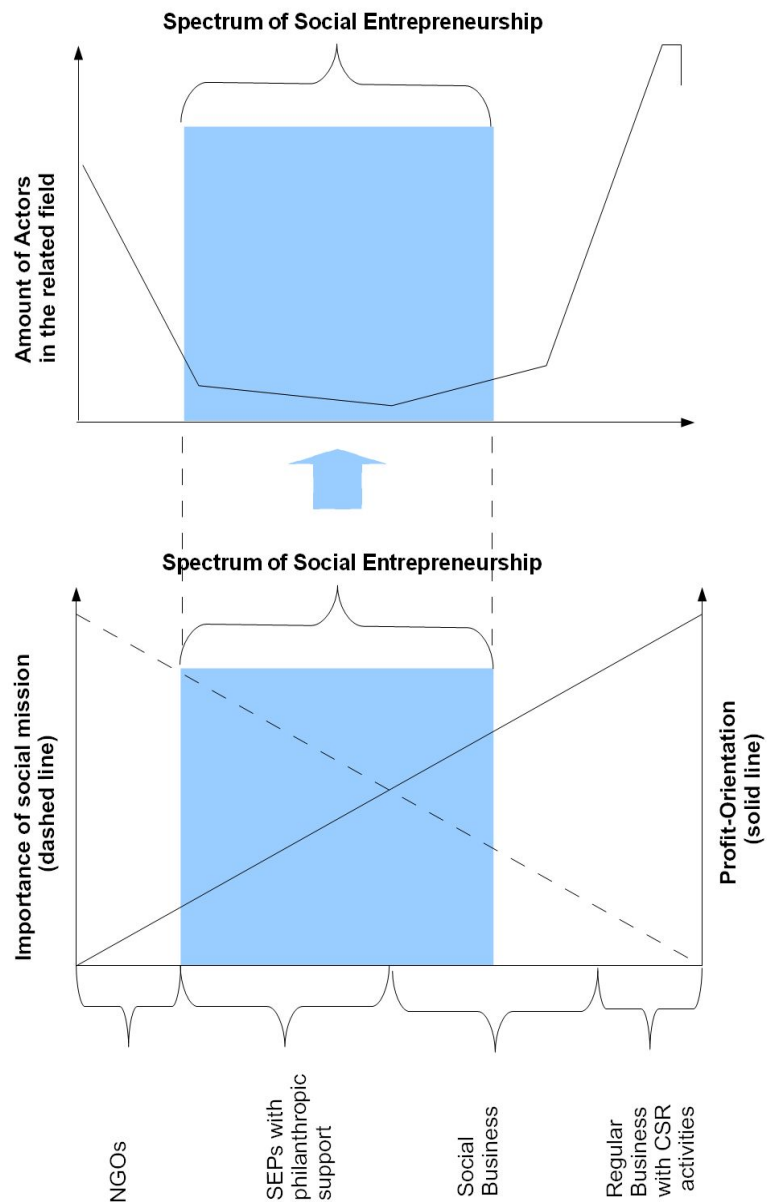 Spectrum of Social Entrepreneurship
Amount of Actors
in the related field
Spectrum of Social Entrepreneurship
Importance of social mission
(dashed line)
Profit-Orientation
(solid line)
NGOs
SEPs with
philanthropic
support
Social
Business
Regular
Business
with CSR
activities